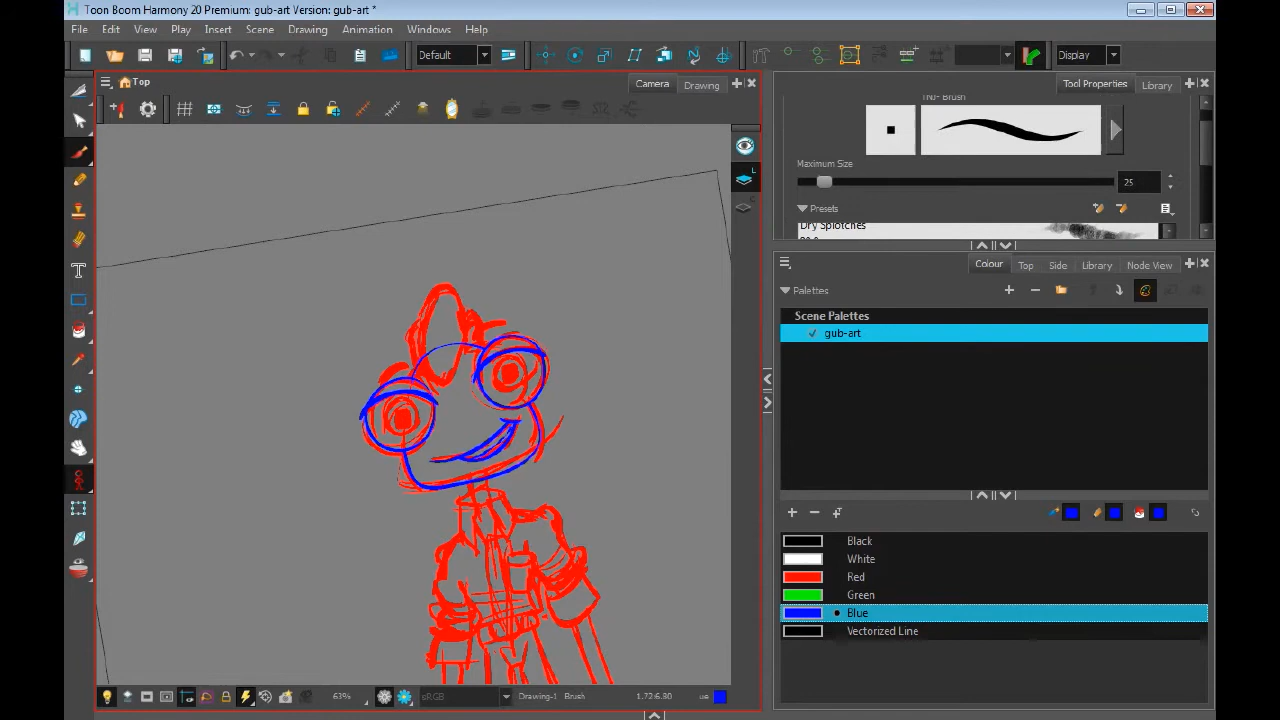 Toon Boom Harmony 20 Premium: gub-art Version: gub-art *
File Edit View Play Insert Scene Drawing Animation Windows Help
Default
Display
Top
Camera
Drawing
Tool Properties
Library
Maximum Size
25
Presets
Dry Splotches
Colour
Top
Side
Library
Node View
Palettes
Scene Palettes
gub-art
Black
White
Red
Green
Blue
Vectorized Line
63%
sRGB
Drawing-1 Brush